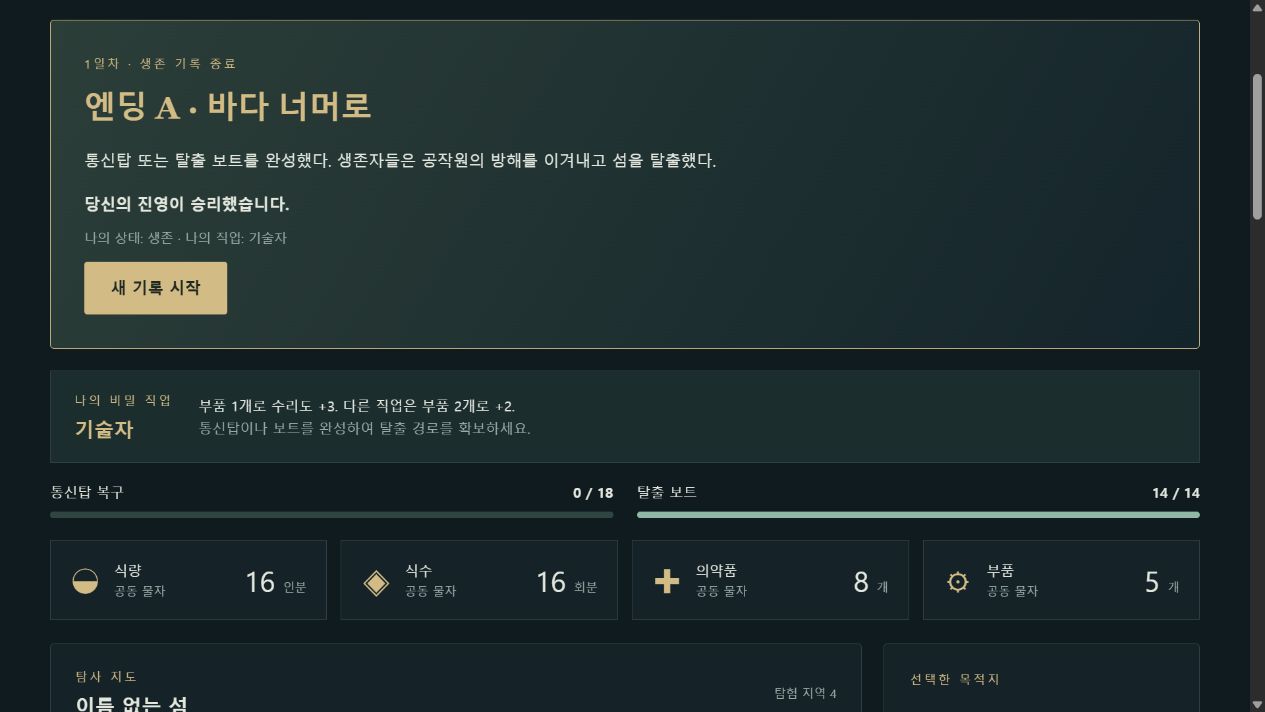 1일차 · 생존 기록 종료
엔딩 A · 바다 너머로
통신탑 또는 탈출 보트를 완성했다. 생존자들은 공작원의 방해를 이겨내고 섬을 탈출했다.
당신의 진영이 승리했습니다.
나의 상태: 생존 · 나의 직업: 기술자
새 기록 시작
나의 비밀 직업
기술자
부품 1개로 수리도 +3. 다른 직업은 부품 2개로 +2.
통신탑이나 보트를 완성하여 탈출 경로를 확보하세요.
통신탑 복구 0 / 18
탈출 보트 14 / 14
식량
공동 물자
16 인분
식수
공동 물자
16 회분
의약품
공동 물자
8 개
부품
공동 물자
5 개
탐사 지도
이름 없는 섬
탐험 지역 4
선택한 목적지